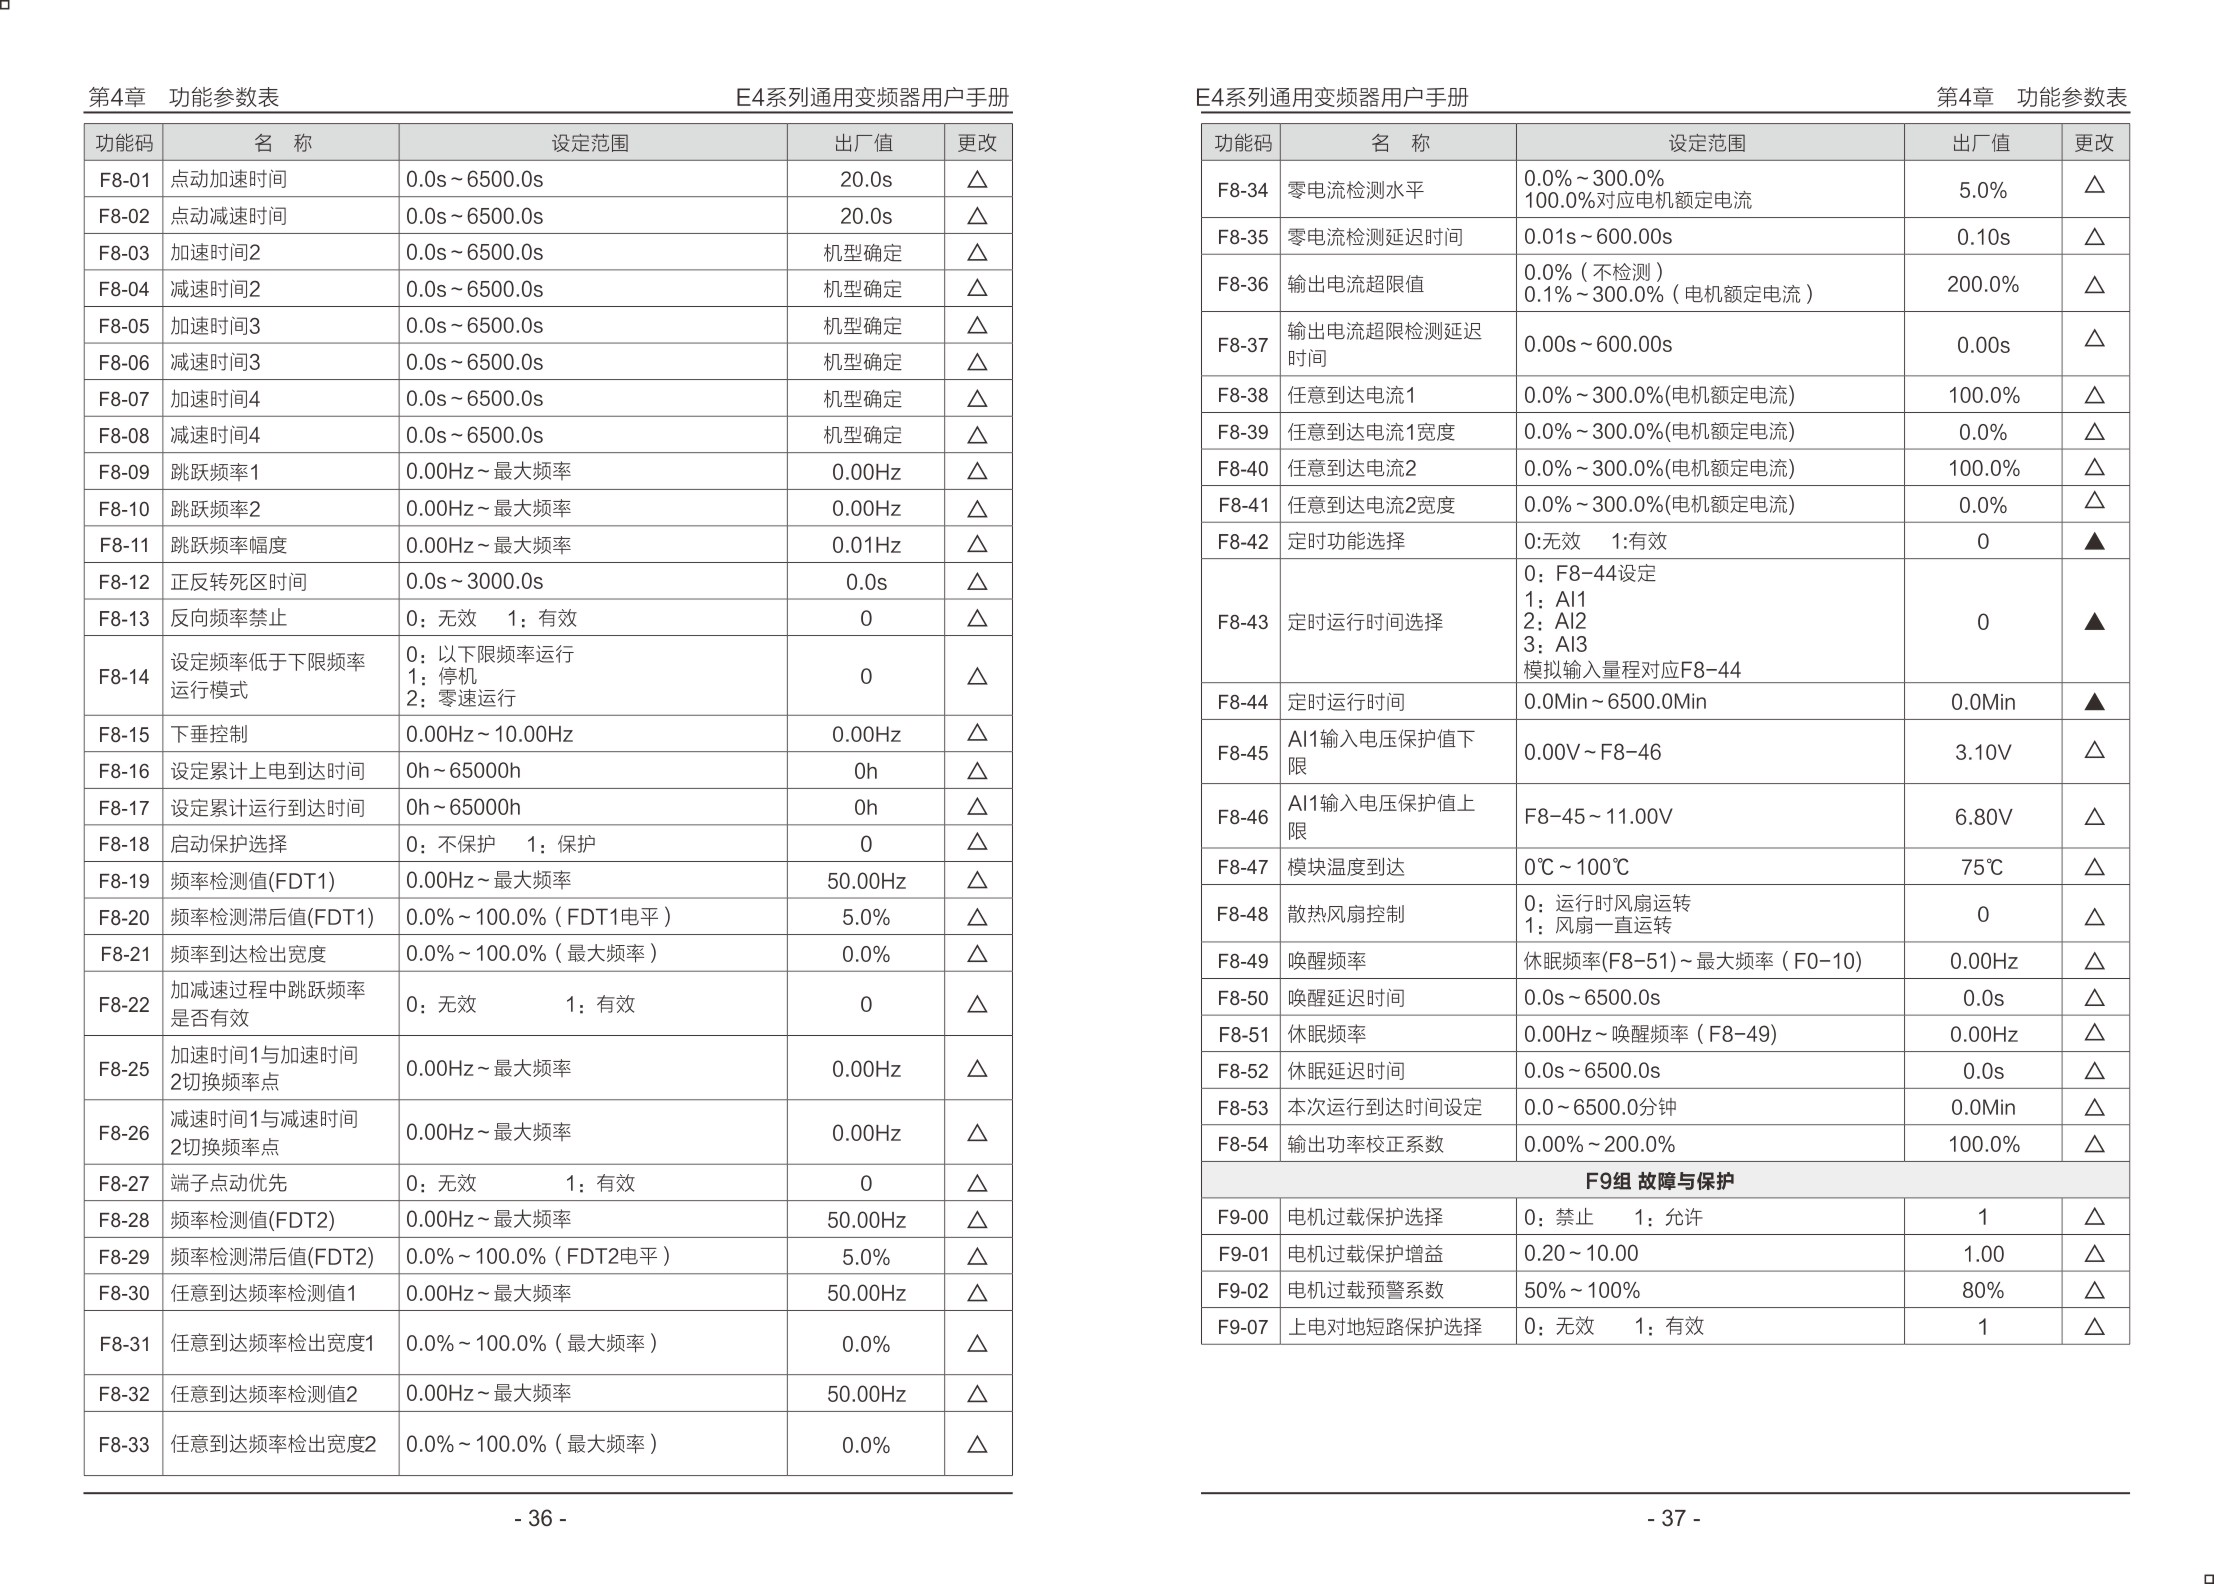 第4章 功能参数表 E4系列通用变频器用户手册
功能码 名 称 设定范围 出厂值 更改
F8-01 点动加速时间 0.0s~6500.0s 20.0s △
F8-02 点动减速时间 0.0s~6500.0s 20.0s △
F8-03 加速时间2 0.0s~6500.0s 机型确定 △
F8-04 减速时间2 0.0s~6500.0s 机型确定 △
F8-05 加速时间3 0.0s~6500.0s 机型确定 △
F8-06 减速时间3 0.0s~6500.0s 机型确定 △
F8-07 加速时间4 0.0s~6500.0s 机型确定 △
F8-08 减速时间4 0.0s~6500.0s 机型确定 △
F8-09 跳跃频率1 0.00Hz~最大频率 0.00Hz △
F8-10 跳跃频率2 0.00Hz~最大频率 0.00Hz △
F8-11 跳跃频率幅度 0.00Hz~最大频率 0.01Hz △
F8-12 正反转死区时间 0.0s~3000.0s 0.0s △
F8-13 反向频率禁止 0：无效 1：有效 0 △
F8-14 设定频率低于下限频率
运行模式 0：以下限频率运行
1：停机
2：零速运行 0 △
F8-15 下垂控制 0.00Hz~10.00Hz 0.00Hz △
F8-16 设定累计上电到达时间 0h~65000h 0h △
F8-17 设定累计运行到达时间 0h~65000h 0h △
F8-18 启动保护选择 0：不保护 1：保护 0 △
F8-19 频率检测值(FDT1) 0.00Hz~最大频率 50.00Hz △
F8-20 频率检测滞后值(FDT1) 0.0%~100.0%（FDT1电平） 5.0% △
F8-21 频率到达检出宽度 0.0%~100.0%（最大频率） 0.0% △
F8-22 加减速过程中跳跃频率
是否有效 0：无效 1：有效 0 △
F8-25 加速时间1与加速时间
2切换频率点 0.00Hz~最大频率 0.00Hz △
F8-26 减速时间1与减速时间
2切换频率点 0.00Hz~最大频率 0.00Hz △
F8-27 端子点动优先 0：无效 1：有效 0 △
F8-28 频率检测值(FDT2) 0.00Hz~最大频率 50.00Hz △
F8-29 频率检测滞后值(FDT2) 0.0%~100.0%（FDT2电平） 5.0% △
F8-30 任意到达频率检测值1 0.00Hz~最大频率 50.00Hz △
F8-31 任意到达频率检出宽度1 0.0%~100.0%（最大频率） 0.0% △
F8-32 任意到达频率检测值2 0.00Hz~最大频率 50.00Hz △
F8-33 任意到达频率检出宽度2 0.0%~100.0%（最大频率） 0.0% △
- 36 -
E4系列通用变频器用户手册 第4章 功能参数表
功能码 名 称 设定范围 出厂值 更改
F8-34 零电流检测水平 0.0%~300.0%
100.0%对应电机额定电流 5.0% △
F8-35 零电流检测延迟时间 0.01s~600.00s 0.10s △
F8-36 输出电流超限值 0.0%（不检测）
0.1%~300.0%（电机额定电流） 200.0% △
F8-37 输出电流超限检测延迟
时间 0.00s~600.00s 0.00s △
F8-38 任意到达电流1 0.0%~300.0%(电机额定电流) 100.0% △
F8-39 任意到达电流1宽度 0.0%~300.0%(电机额定电流) 0.0% △
F8-40 任意到达电流2 0.0%~300.0%(电机额定电流) 100.0% △
F8-41 任意到达电流2宽度 0.0%~300.0%(电机额定电流) 0.0% △
F8-42 定时功能选择 0:无效 1:有效 0 ▲
F8-43 定时运行时间选择 0：F8-44设定
1：AI1
2：AI2
3：AI3
模拟输入量程对应F8-44 0 ▲
F8-44 定时运行时间 0.0Min~6500.0Min 0.0Min ▲
F8-45 AI1输入电压保护值下
限 0.00V~F8-46 3.10V △
F8-46 AI1输入电压保护值上
限 F8-45~11.00V 6.80V △
F8-47 模块温度到达 0℃~100℃ 75℃ △
F8-48 散热风扇控制 0：运行时风扇运转
1：风扇一直运转 0 △
F8-49 唤醒频率 休眠频率(F8-51)~最大频率（F0-10) 0.00Hz △
F8-50 唤醒延迟时间 0.0s~6500.0s 0.0s △
F8-51 休眠频率 0.00Hz~唤醒频率（F8-49) 0.00Hz △
F8-52 休眠延迟时间 0.0s~6500.0s 0.0s △
F8-53 本次运行到达时间设定 0.0~6500.0分钟 0.0Min △
F8-54 输出功率校正系数 0.00%~200.0% 100.0% △
F9组 故障与保护
F9-00 电机过载保护选择 0：禁止 1：允许 1 △
F9-01 电机过载保护增益 0.20~10.00 1.00 △
F9-02 电机过载预警系数 50%~100% 80% △
F9-07 上电对地短路保护选择 0：无效 1：有效 1 △
- 37 -